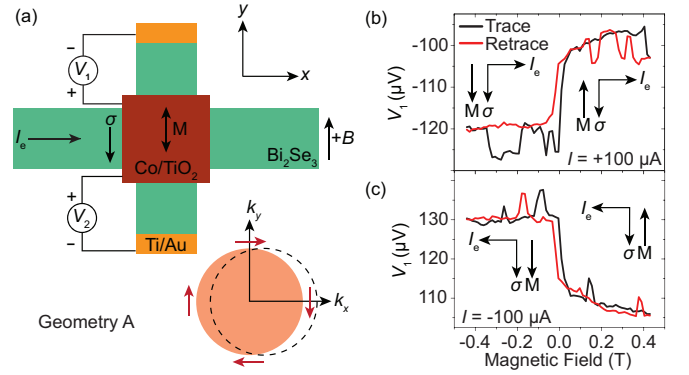 (a)
y
x
−
V1
+
Ie
σ
M
Co/TiO2
+B
Bi2Se3
+
V2
−
Ti/Au
ky
kx
Geometry A
(b)
Trace
Retrace
V1 (µV)
-100
-110
-120
M
σ
Ie
M
σ
Ie
I = +100 µA
(c)
V1 (µV)
130
120
110
Ie
σ
M
Ie
σ
M
I = -100 µA
-0.4
-0.2
0.0
0.2
0.4
Magnetic Field (T)